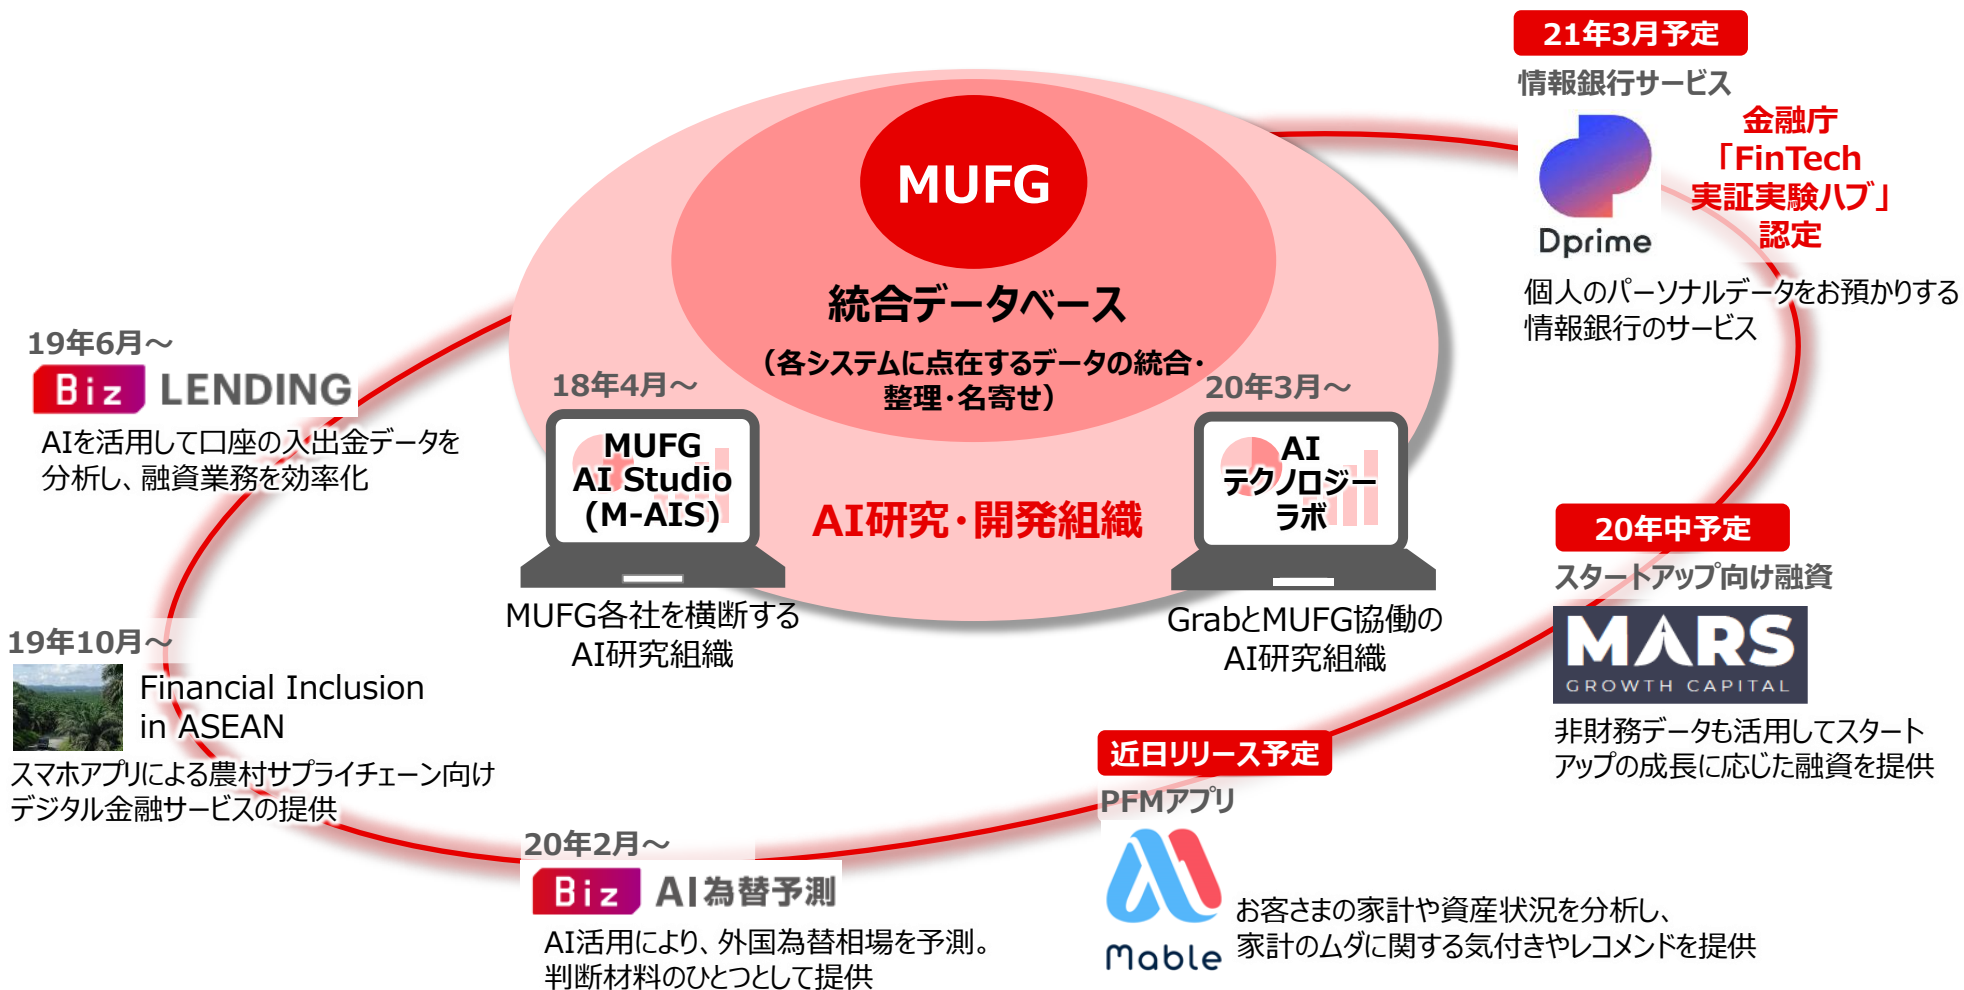 21年3月予定
情報銀行サービス
Dprime
金融庁
「FinTech
実証実験ハブ」
認定
個人のパーソナルデータをお預かりする
情報銀行のサービス
MUFG
統合データベース
（各システムに点在するデータの統合・
整理・名寄せ）
19年6月～
Biz LENDING
AIを活用して口座の入出金データを
分析し、融資業務を効率化
18年4月～
MUFG
AI Studio
(M-AIS)
MUFG各社を横断する
AI研究組織
AI研究・開発組織
20年3月～
AI
テクノロジー
ラボ
GrabとMUFG協働の
AI研究組織
20年中予定
スタートアップ向け融資
MARS
GROWTH CAPITAL
非財務データも活用してスタート
アップの成長に応じた融資を提供
19年10月～
Financial Inclusion
in ASEAN
スマホアプリによる農村サプライチェーン向け
デジタル金融サービスの提供
20年2月～
Biz AI為替予測
AI活用により、外国為替相場を予測。
判断材料のひとつとして提供
近日リリース予定
PFMアプリ
Mable
お客さまの家計や資産状況を分析し、
家計のムダに関する気付きやレコメンドを提供